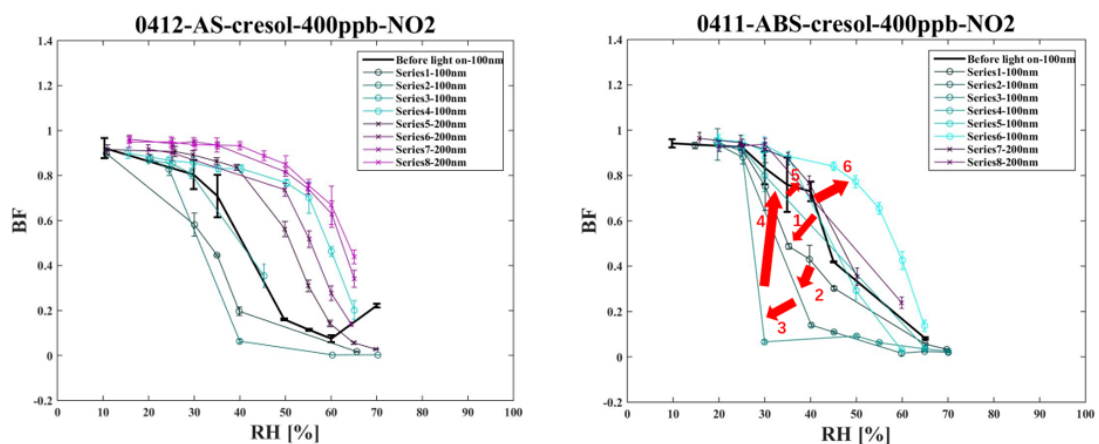 0412-AS-cresol-400ppb-NO2
1.4
1.2
1
0.8
0.6
0.4
0.2
0
-0.2
BF
0 10 20 30 40 50 60 70 80 90 100
RH [%]
Before light on-100nm
Series1-100nm
Series2-100nm
Series3-100nm
Series4-100nm
Series5-200nm
Series6-200nm
Series7-200nm
Series8-200nm
0411-ABS-cresol-400ppb-NO2
1.4
1.2
1
0.8
0.6
0.4
0.2
0
-0.2
BF
0 10 20 30 40 50 60 70 80 90 100
RH [%]
Before light on-100nm
Series1-100nm
Series2-100nm
Series3-100nm
Series4-100nm
Series5-100nm
Series6-100nm
Series7-200nm
Series8-200nm
5
6
4
1
2
3